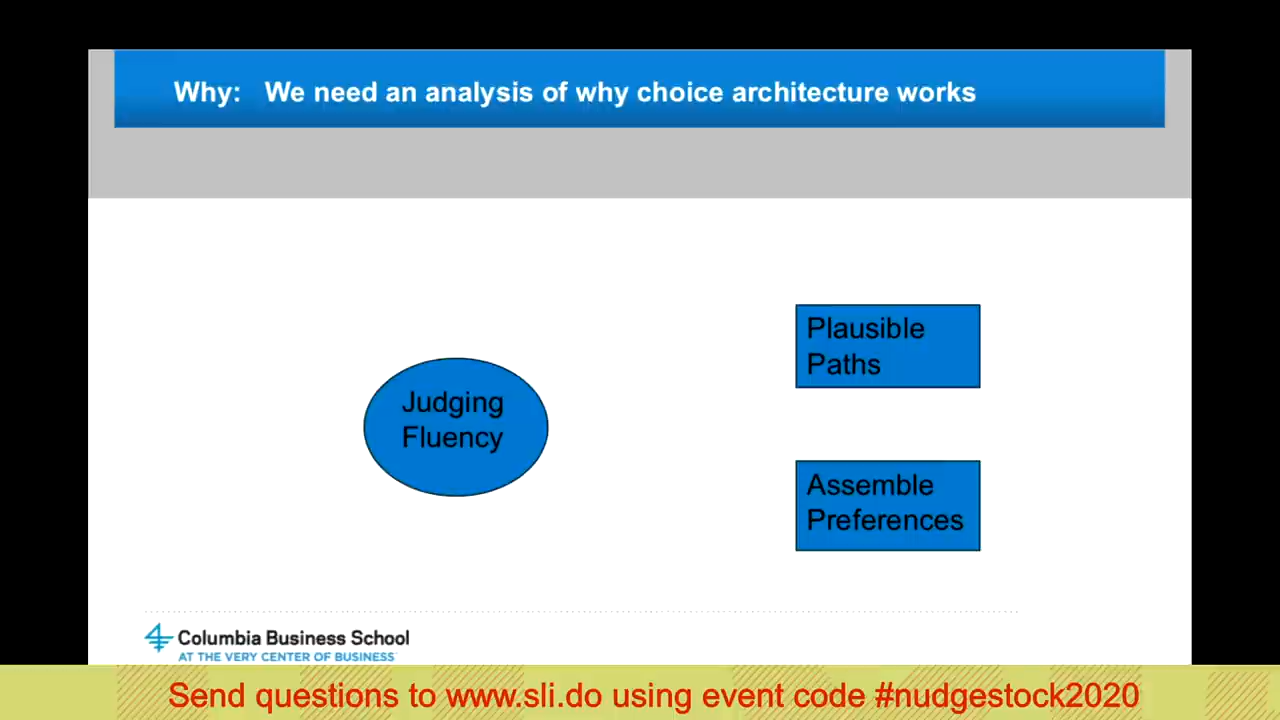 Why: We need an analysis of why choice architecture works
Plausible
Paths
Judging
Fluency
Assemble
Preferences
Columbia Business School
AT THE VERY CENTER OF BUSINESS
Send questions to www.sli.do using event code #nudgestock2020